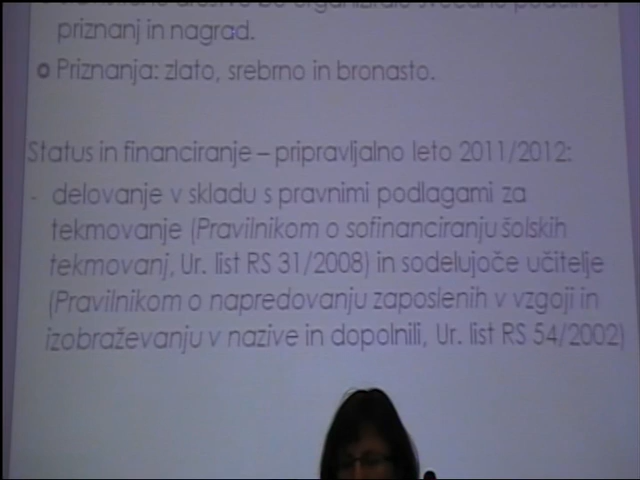 priznanj in nagrad.
o Priznanja: zlato, srebrno in bronasto.
Status in financiranje – pripravljalno leto 2011/2012:
- delovanje v skladu s pravnimi podlagami za
tekmovanje (Pravilnikom o sofinanciranju šolskih
tekmovanj, Ur. list RS 31/2008) in sodelujoče učitelje
(Pravilnikom o napredovanju zaposlenih v vzgoji in
izobraževanju v nazive in dopolnili, Ur. list RS 54/2002)